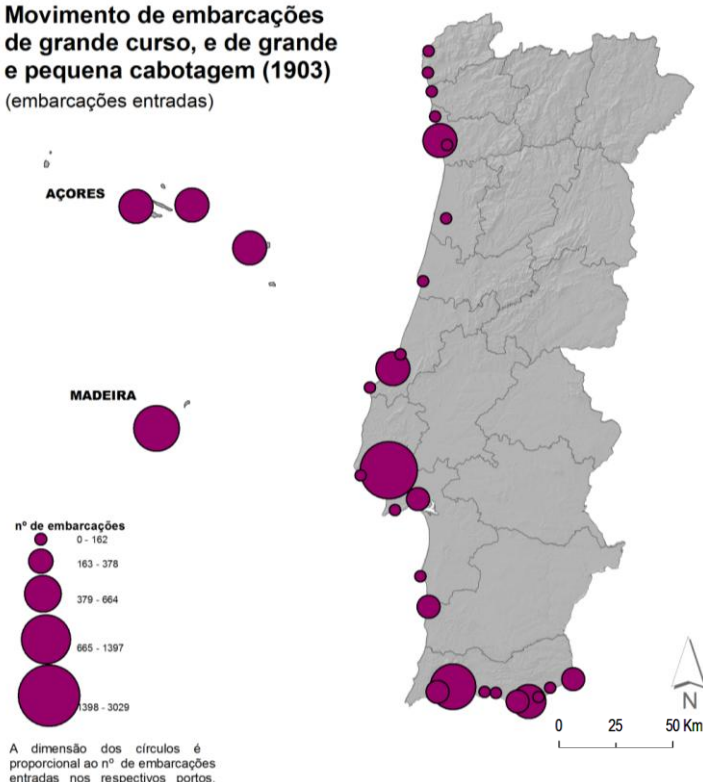 Movimento de embarcações
de grande curso, e de grande
e pequena cabotagem (1903)
(embarcações entradas)
AÇORES
MADEIRA
nº de embarcações
0 - 162
163 - 378
379 - 664
665 - 1397
1398 - 3029
A dimensão dos círculos é
proporcional ao nº de embarcações
entradas nos respectivos portos.
N
0 25 50 Km